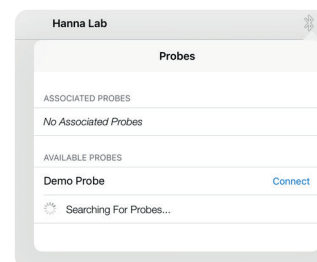 Hanna Lab
Probes
ASSOCIATED PROBES
No Associated Probes
AVAILABLE PROBES
Demo Probe Connect
Searching For Probes...